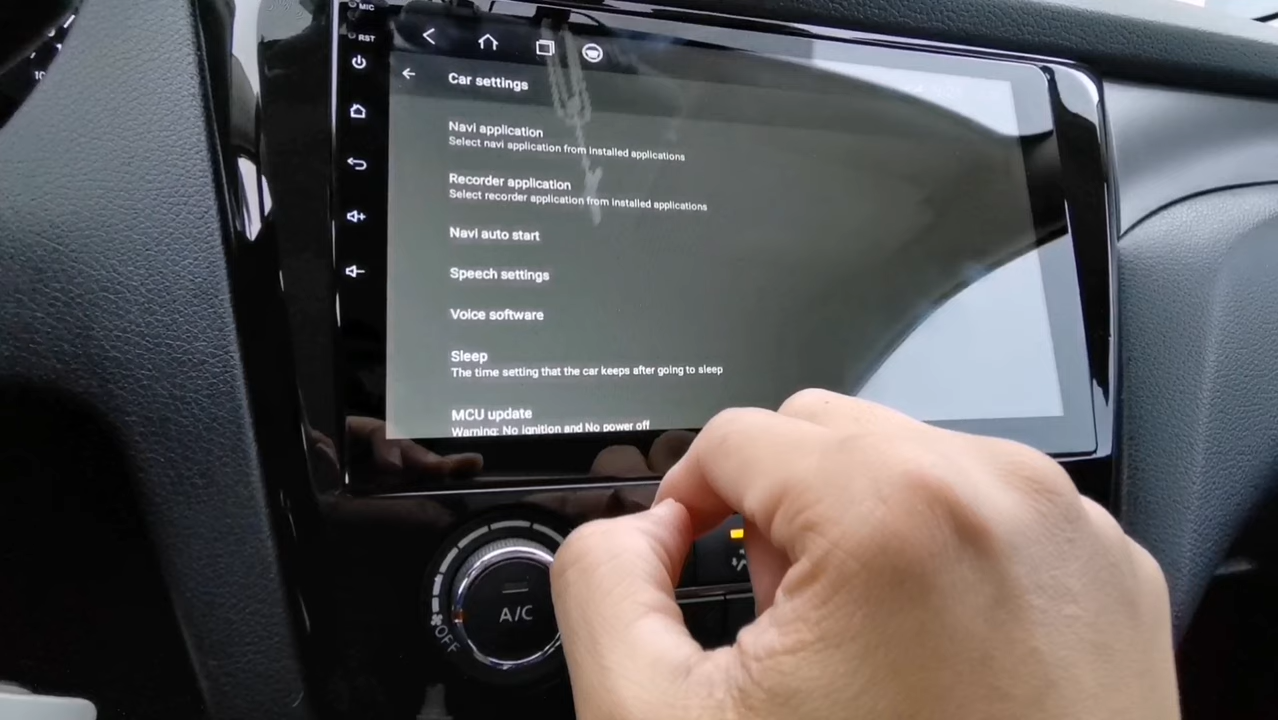 MIC
RST
Car settings
Navi application
Select navi application from installed applications
Recorder application
Select recorder application from installed applications
Navi auto start
Speech settings
Voice software
Sleep
The time setting that the car keeps after going to sleep
MCU update
Warning: No ignition and No power off
A/C
OFF
10